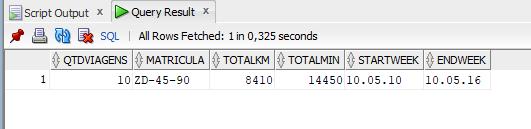 Script Output × Query Result ×
SQL | All Rows Fetched: 1 in 0,325 seconds
QTDVIAGENS MATRICULA TOTALKM TOTALMIN STARTWEEK ENDWEEK
1 10 ZD-45-90 8410 14450 10.05.10 10.05.16